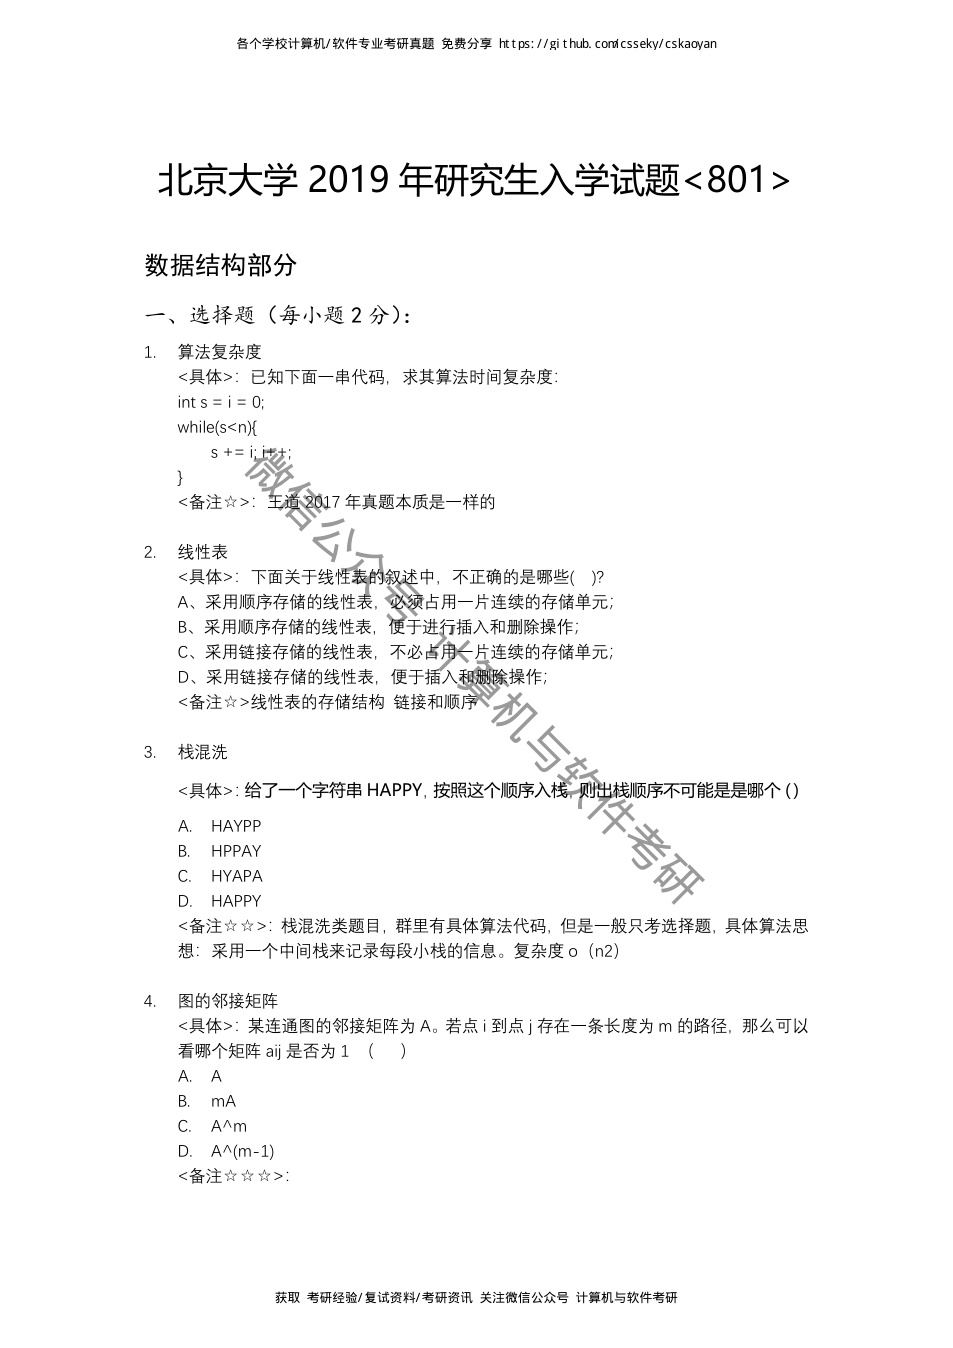 各个学校计算机/软件专业考研真题 免费分享 https://github.com/csseky/cskaoyan
北京大学 2019 年研究生入学试题<801>
数据结构部分
一、选择题（每小题 2 分）：
1. 算法复杂度
<具体>：已知下面一串代码，求其算法时间复杂度：
int s = i = 0;
while(s<n){
s += i; i++;
}
<备注☆>：王道 2017 年真题本质是一样的
2. 线性表
<具体>：下面关于线性表的叙述中，不正确的是哪些( )?
A、采用顺序存储的线性表，必须占用一片连续的存储单元；
B、采用顺序存储的线性表，便于进行插入和删除操作；
C、采用链接存储的线性表，不必占用一片连续的存储单元；
D、采用链接存储的线性表，便于插入和删除操作；
<备注☆>线性表的存储结构 链接和顺序
3. 栈混洗
<具体>：给了一个字符串 HAPPY，按照这个顺序入栈，则出栈顺序不可能是是哪个 ( )
A. HAYPP
B. HPPAY
C. HYAPA
D. HAPPY
<备注☆☆>：栈混洗类题目，群里有具体算法代码，但是一般只考选择题，具体算法思
想：采用一个中间栈来记录每段小栈的信息。复杂度 o（n2）
4. 图的邻接矩阵
<具体>：某连通图的邻接矩阵为 A。若点 i 到点 j 存在一条长度为 m 的路径，那么可以
看哪个矩阵 aij 是否为 1 （ ）
A. A
B. mA
C. A^m
D. A^(m-1)
<备注☆☆☆>：
微信公众号 计算机与软件考研
获取 考研经验/复试资料/考研资讯 关注微信公众号 计算机与软件考研